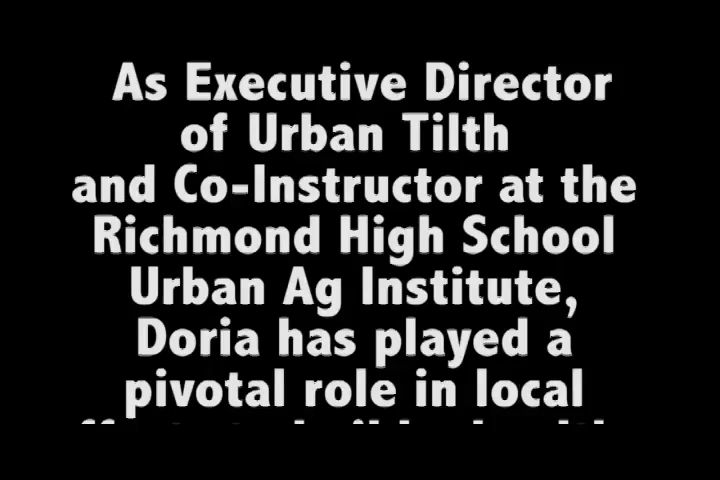 As Executive Director
of Urban Tilth
and Co-Instructor at the
Richmond High School
Urban Ag Institute,
Doria has played a
pivotal role in local